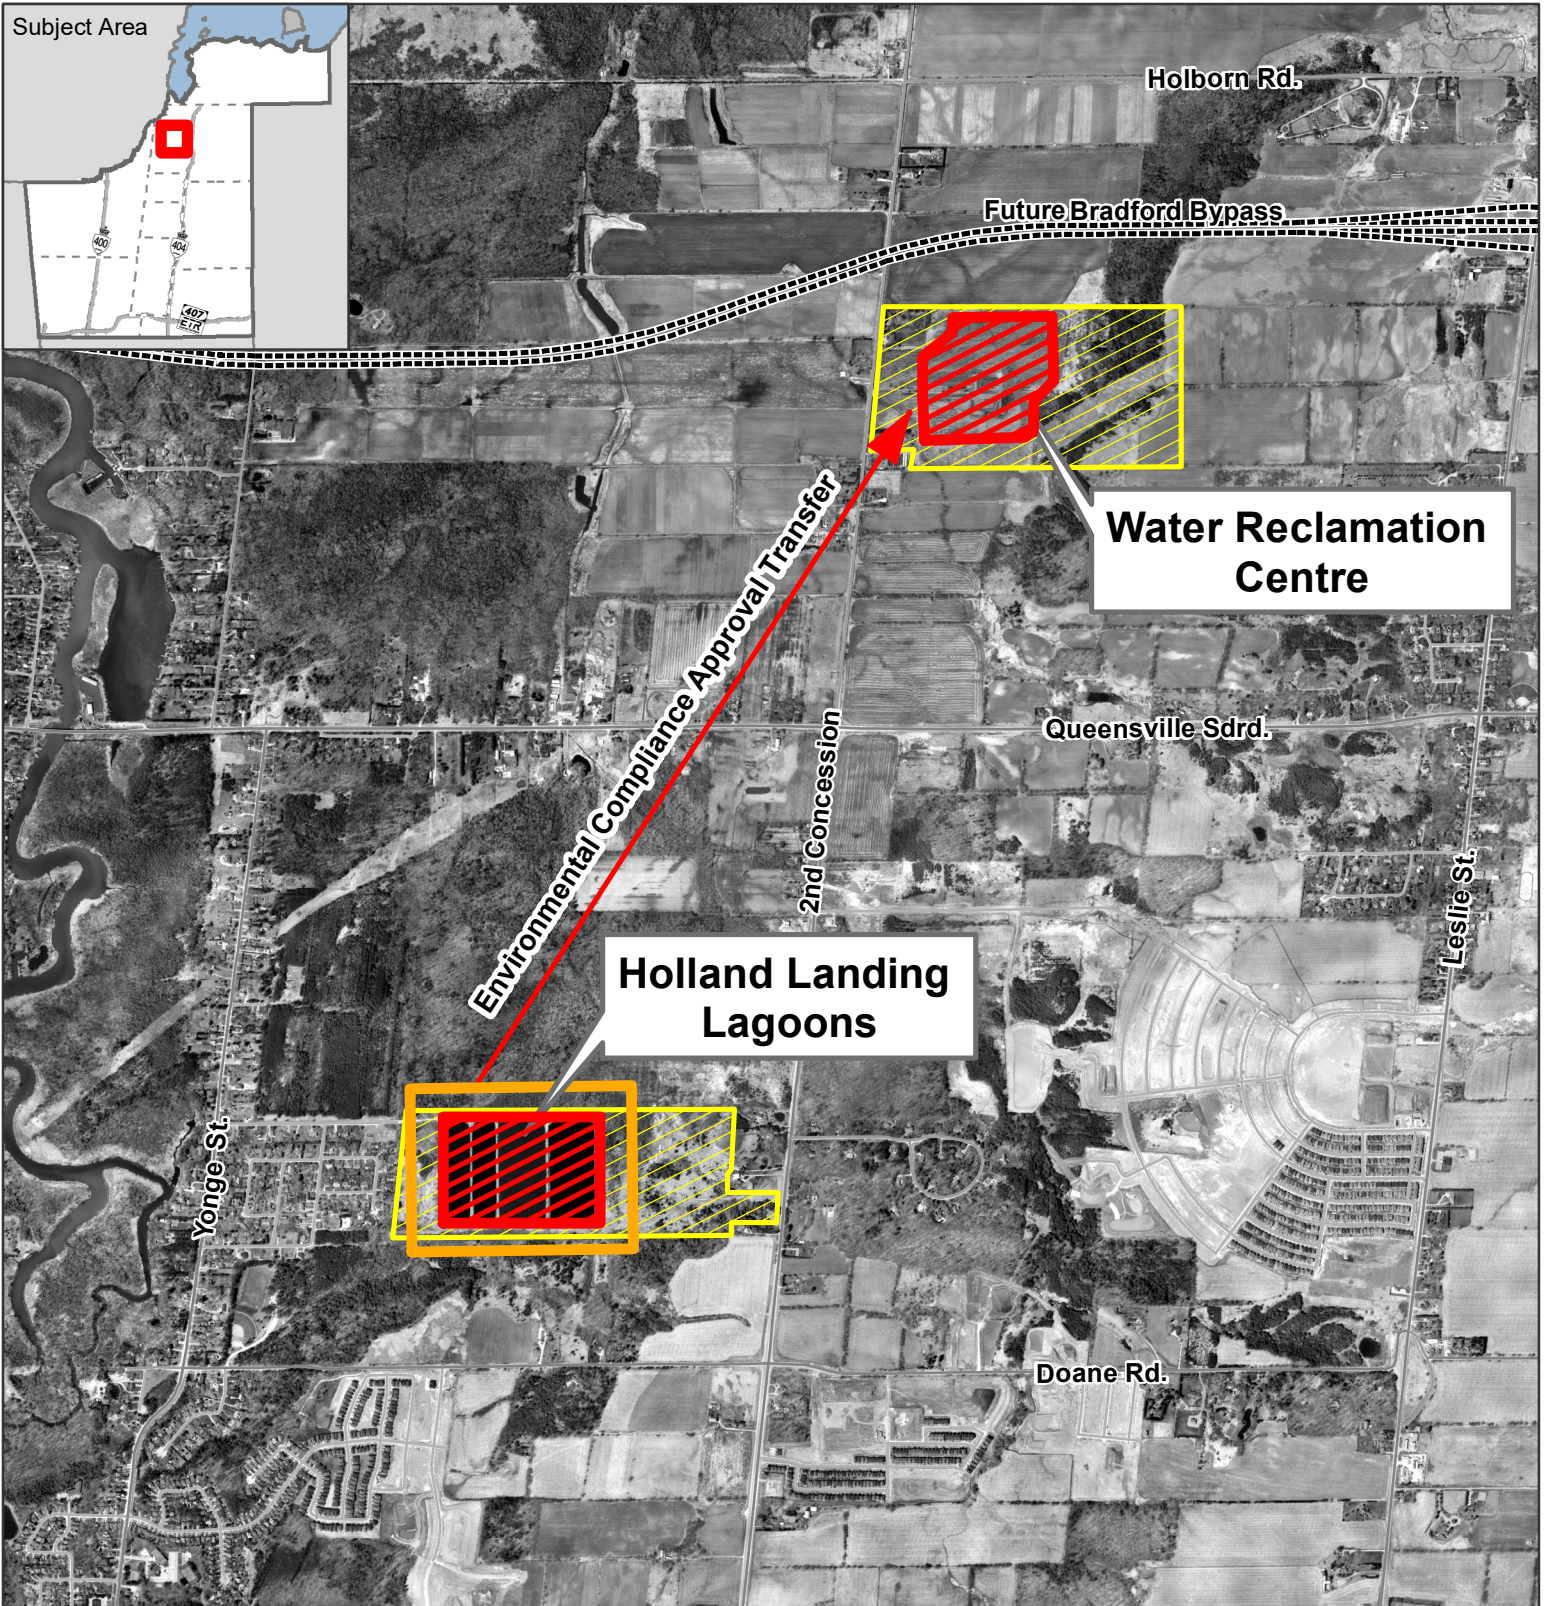 Subject Area
400
404
407
ETR
Holborn Rd.
Future Bradford Bypass
Water Reclamation
Centre
Environmental Compliance Approval Transfer
Queensville Sdrd.
2nd Concession
Leslie St.
Holland Landing
Lagoons
Yonge St.
Doane Rd.